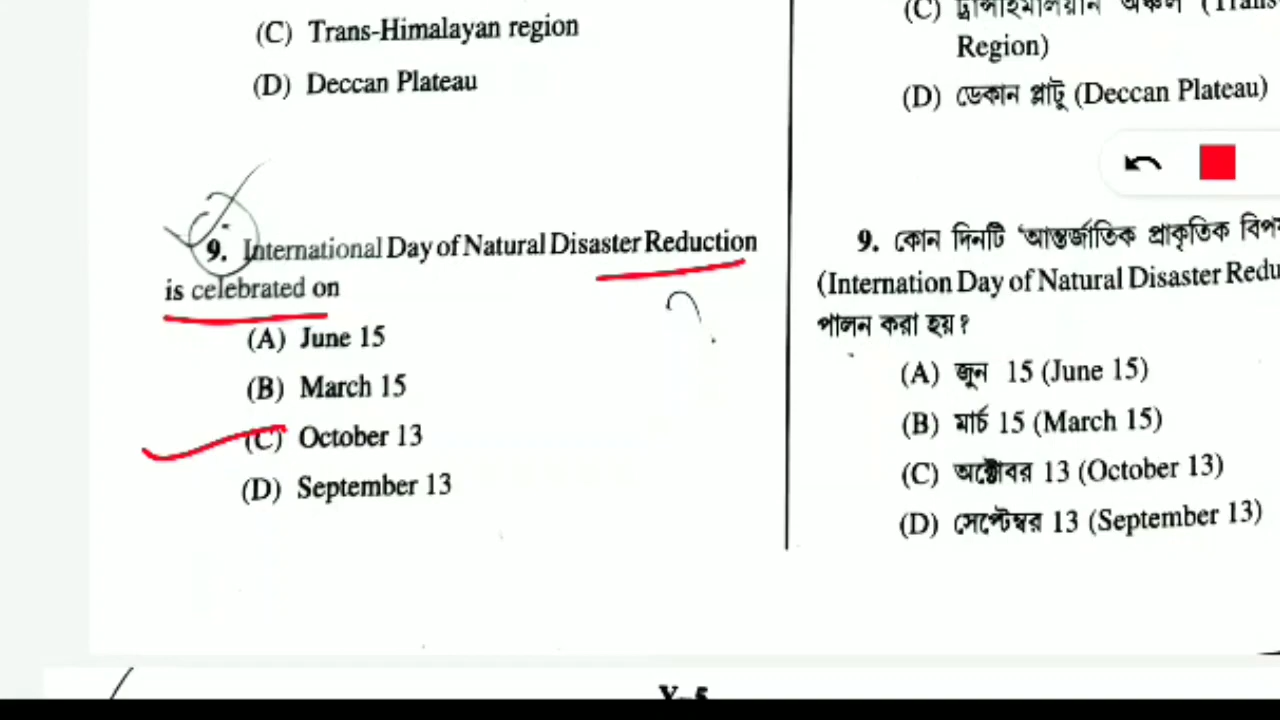 (C) Trans-Himalayan region
(D) Deccan Plateau
9. International Day of Natural Disaster Reduction
is celebrated on
(A) June 15
(B) March 15
(C) October 13
(D) September 13
Region)
(D) ডেকান প্লাটু (Deccan Plateau)
9. কোন দিনটি ‘আন্তর্জাতিক প্রাকৃতিক
(Internation Day of Natural Disaster
পালন করা হয়?
(A) জুন 15 (June 15)
(B) মার্চ 15 (March 15)
(C) অক্টোবর 13 (October 13)
(D) সেপ্টেম্বর 13 (September 13)